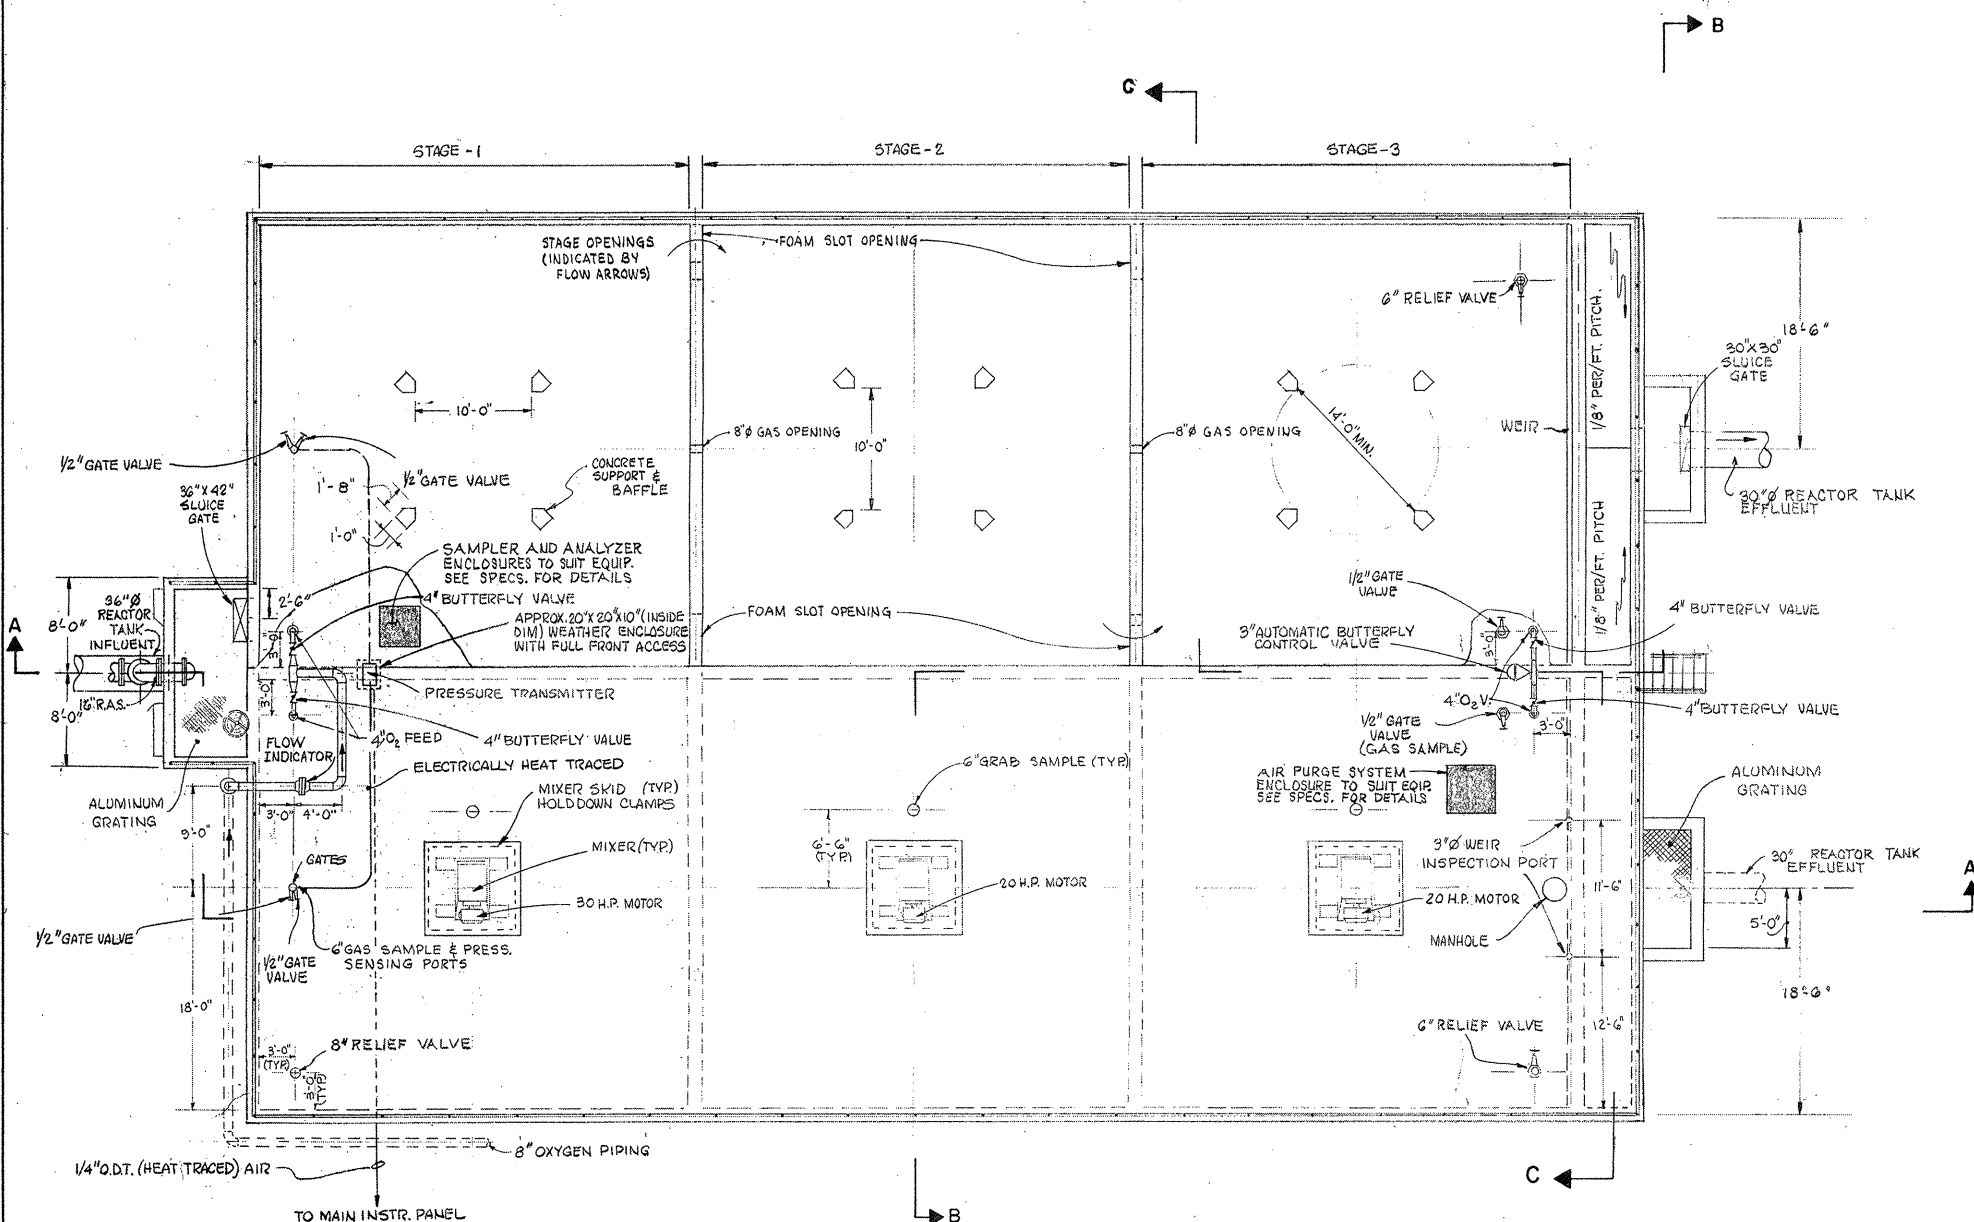 B
C
STAGE-1
STAGE-2
STAGE-3
STAGE OPENINGS
(INDICATED BY
FLOW ARROWS)
FOAM SLOT OPENING
6" RELIEF VALVE
1/8" PER/FT. PITCH.
18'-6"
30"X30"
SLUICE
GATE
10'-0"
8"Ø GAS OPENING
10'-0"
8"Ø GAS OPENING
14'-0" MIN.
WEIR
1/2" GATE VALVE
1/2" GATE VALVE
1'-8"
CONCRETE
SUPPORT &
BAFFLE
36" X 42"
SLUICE
GATE
1'-0"
30"Ø REACTOR TANK
EFFLUENT
1/8" PER/FT. PITCH
SAMPLER AND ANALYZER
ENCLOSURES TO SUIT EQUIP.
SEE SPECS. FOR DETAILS
4" BUTTERFLY VALVE
2'-6"
36"Ø
REACTOR
TANK
INFLUENT
8'-0"
A
3'-0"
APPROX. 20"X 20"X10" (INSIDE
DIM) WEATHER ENCLOSURE
WITH FULL FRONT ACCESS
FOAM SLOT OPENING
1/2" GATE
VALVE
4" BUTTERFLY VALVE
3" AUTOMATIC BUTTERFLY
CONTROL VALVE
3'-0"
PRESSURE TRANSMITTER
16" R.A.S.
8'-0"
3'-0"
4" O2 V.
4" BUTTERFLY VALVE
1/2" GATE
VALVE
(GAS SAMPLE)
3'-0"
FLOW
INDICATOR
4" O2 FEED
4" BUTTERFLY VALVE
ELECTRICALLY HEAT TRACED
6" GRAB SAMPLE (TYP)
AIR PURGE SYSTEM
ENCLOSURE TO SUIT EQIP.
SEE SPECS. FOR DETAILS
ALUMINUM
GRATING
ALUMINUM
GRATING
MIXER SKID (TYP.)
HOLDDOWN CLAMPS
3'-0"
4'-0"
9'-0"
6'-6"
(TYP.)
MIXER (TYP.)
3"Ø WEIR
INSPECTION PORT
30" REACTOR TANK
EFFLUENT
GATES
30 H.P. MOTOR
20 H.P. MOTOR
20 H.P. MOTOR
11'-6"
A
5'-0"
MANHOLE
1/2" GATE VALVE
6" GAS SAMPLE & PRESS.
SENSING PORTS
1/2" GATE
VALVE
18'-0"
18'-6"
12'-6"
6" RELIEF VALVE
8" RELIEF VALVE
3'-0"
(TYP.)
3'-0"
(TYP.)
8" OXYGEN PIPING
1/4" O.D.T. (HEAT TRACED) AIR
C
TO MAIN INSTR. PANEL
B